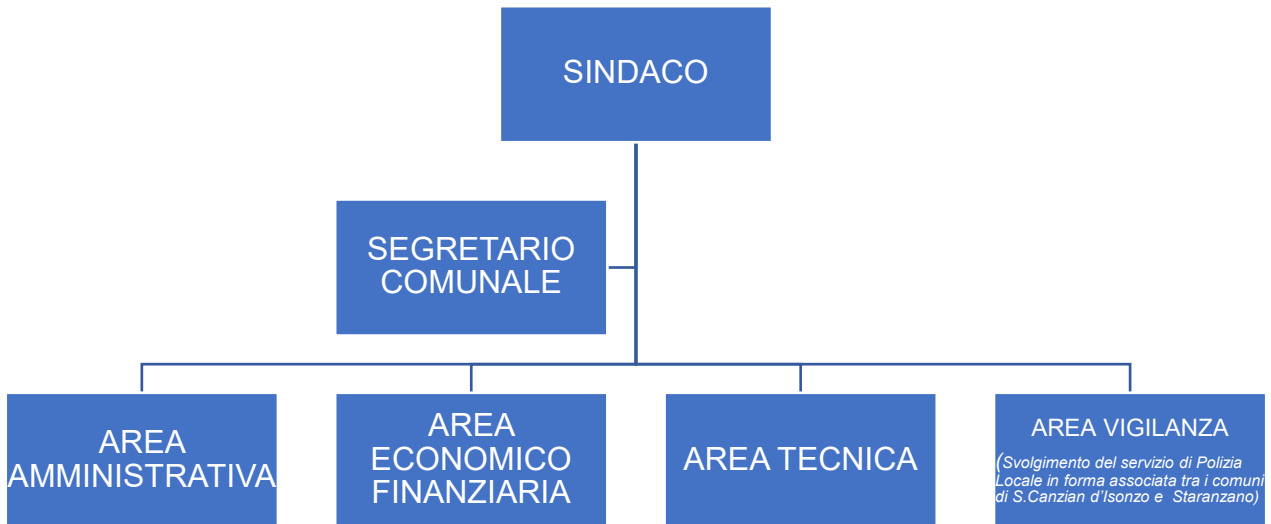 SINDACO
SEGRETARIO
COMUNALE
AREA
AMMINISTRATIVA
AREA
ECONOMICO
FINANZIARIA
AREA TECNICA
AREA VIGILANZA
(Svolgimento del servizio di Polizia
Locale in forma associata tra i comuni
di S.Canzian d'Isonzo e Staranzano)